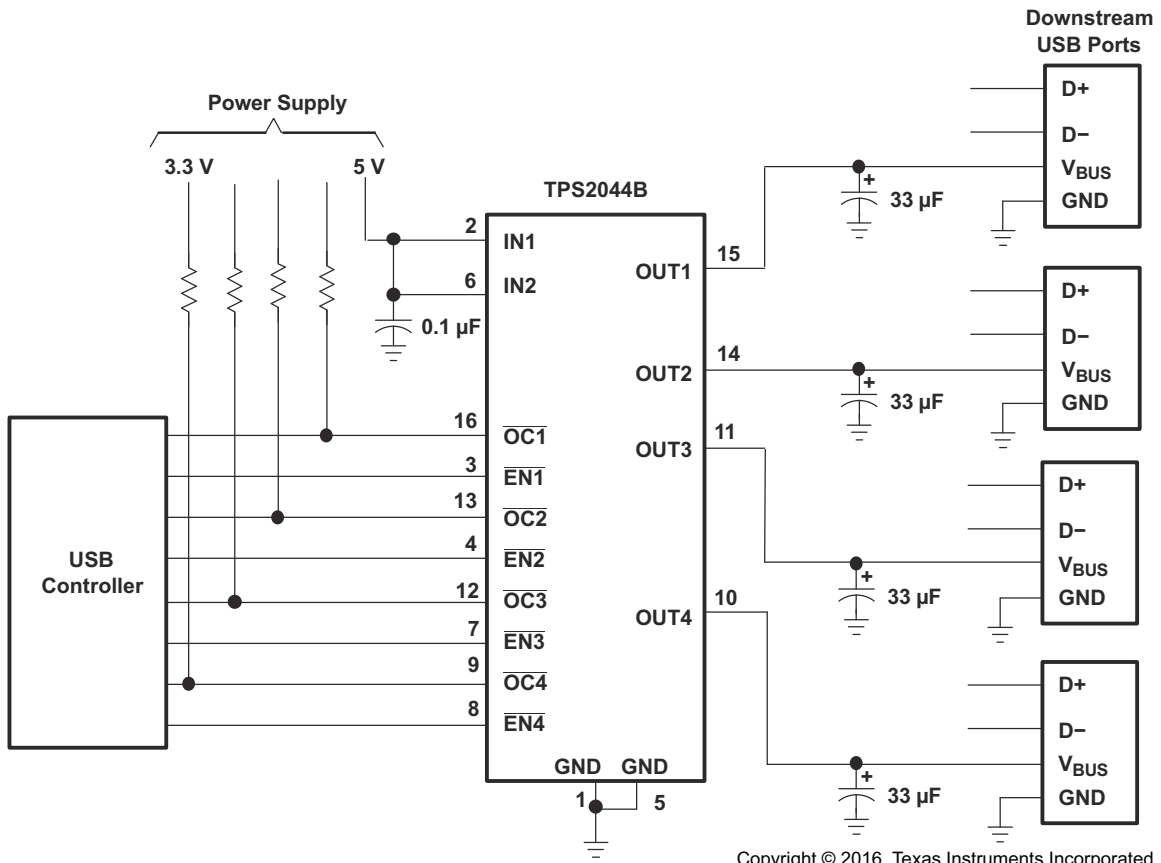 Downstream
USB Ports
Power Supply
3.3 V
5 V
TPS2044B
2
IN1
6
IN2
0.1 µF
15
OUT1
14
OUT2
11
OUT3
10
OUT4
USB
Controller
16
OC1
3
EN1
13
OC2
4
EN2
12
OC3
7
EN3
9
OC4
8
EN4
GND GND
1
5
33 µF
33 µF
33 µF
33 µF
D+
D−
VBUS
GND
D+
D−
VBUS
GND
D+
D−
VBUS
GND
D+
D−
VBUS
GND
Copyright © 2016, Texas Instruments Incorporated